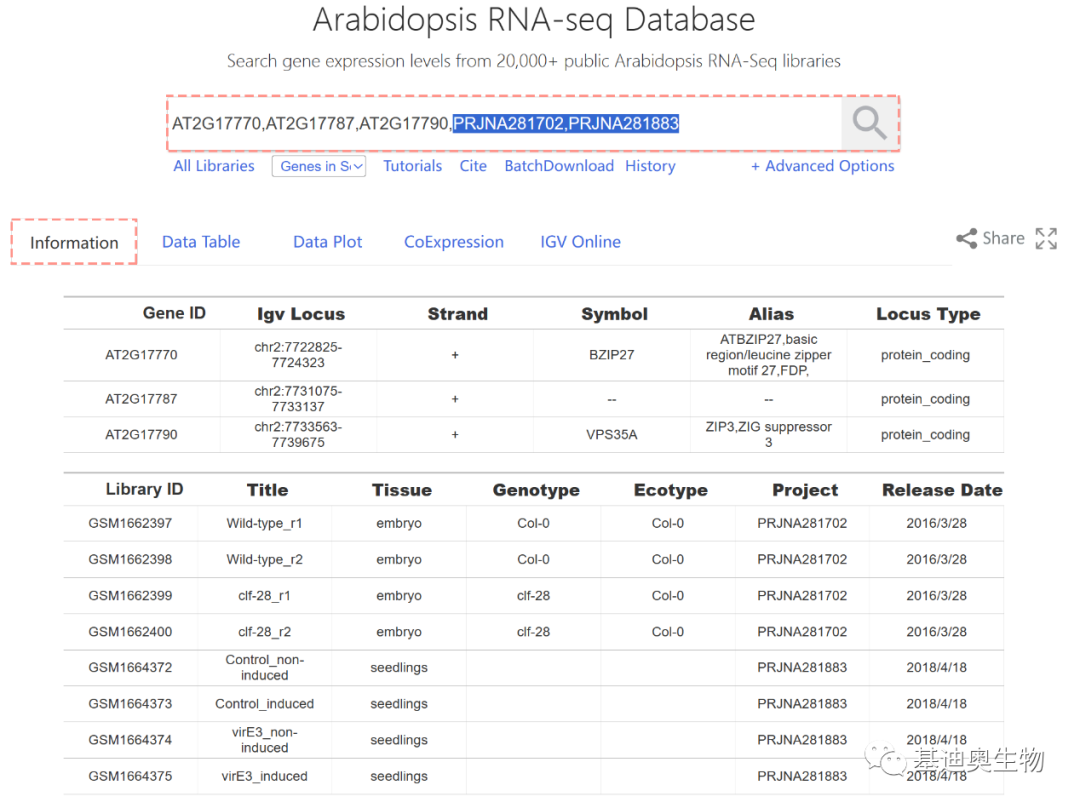 Arabidopsis RNA-seq Database
Search gene expression levels from 20,000+ public Arabidopsis RNA-Seq libraries
AT2G17770,AT2G17787,AT2G17790,PRJNA281702,PRJNA281883
All Libraries Genes in S Tutorials Cite BatchDownload History + Advanced Options
Information Data Table Data Plot CoExpression IGV Online Share
Gene ID Igv Locus Strand Symbol Alias Locus Type
AT2G17770 chr2:7722825-7724323 + BZIP27 ATBZIP27,basic region/leucine zipper motif 27,FDP, protein_coding
AT2G17787 chr2:7731075-7733137 + -- -- protein_coding
AT2G17790 chr2:7733563-7739675 + VPS35A ZIP3,ZIG suppressor 3 protein_coding
Library ID Title Tissue Genotype Ecotype Project Release Date
GSM1662397 Wild-type_r1 embryo Col-0 Col-0 PRJNA281702 2016/3/28
GSM1662398 Wild-type_r2 embryo Col-0 Col-0 PRJNA281702 2016/3/28
GSM1662399 clf-28_r1 embryo clf-28 Col-0 PRJNA281702 2016/3/28
GSM1662400 clf-28_r2 embryo clf-28 Col-0 PRJNA281702 2016/3/28
GSM1664372 Control_non-induced seedlings PRJNA281883 2018/4/18
GSM1664373 Control_induced seedlings PRJNA281883 2018/4/18
GSM1664374 virE3_non-induced seedlings PRJNA281883 2018/4/18
GSM1664375 virE3_induced seedlings PRJNA281883 2018/4/18
基迪奥生物